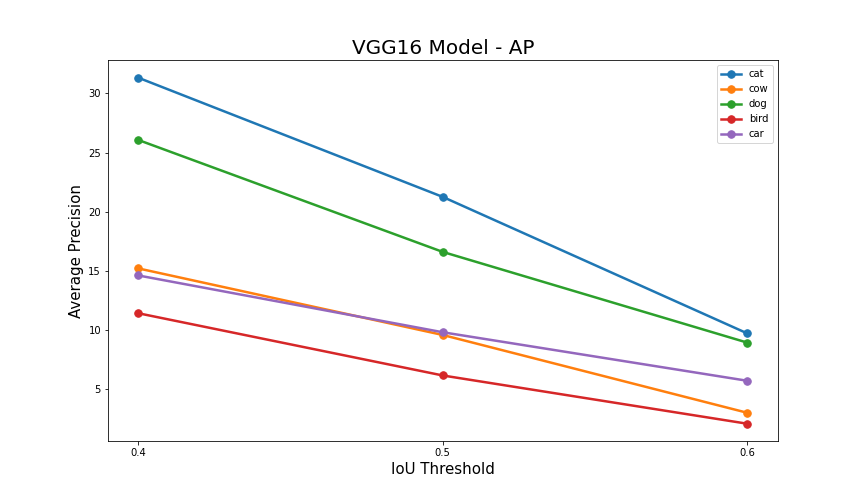 VGG16 Model - AP
cat
cow
dog
bird
car
30
25
20
15
10
5
Average Precision
0.4
0.5
0.6
IoU Threshold